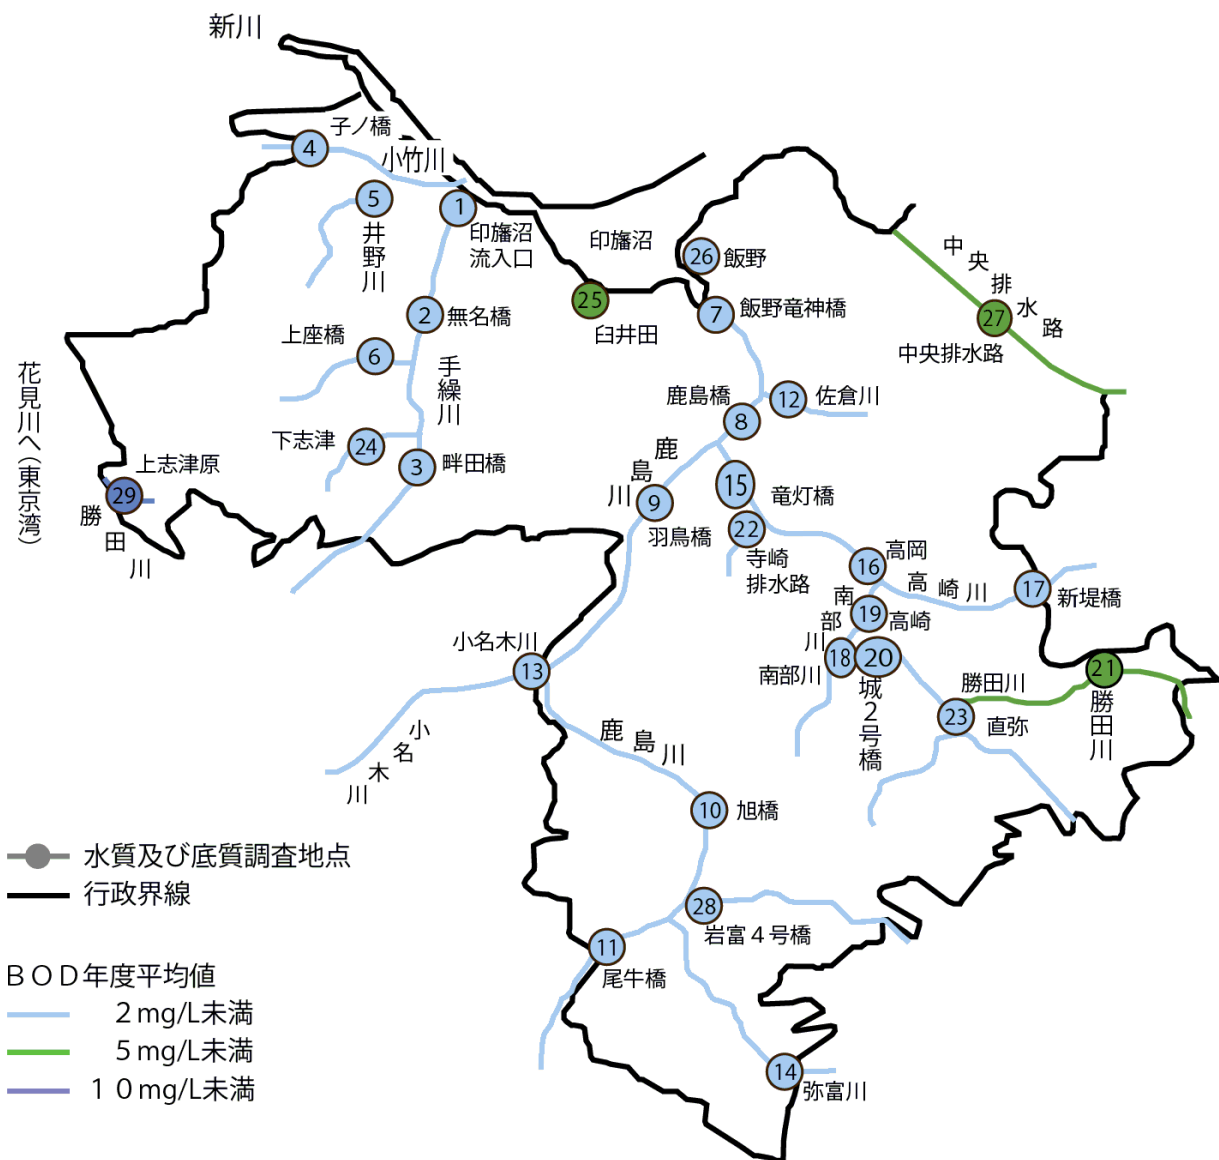 新川
子ノ橋
4
小竹川
5
井野川
1
印旛沼
流入口
印旛沼
26
飯野
25
臼井田
7
飯野竜神橋
中央排水路
27
中央排水路
2
無名橋
上座橋
6
手繰川
下志津
24
3
畔田橋
花見川へ(東京湾)
上志津原
29
勝田川
鹿島橋
8
12
佐倉川
鹿島川
9
羽鳥橋
15
竜灯橋
22
寺崎
排水路
高岡
16
高崎川
17
新堤橋
南部川
19
高崎
18
20
南部川
城2号橋
勝田川
21
勝田川
23
直弥
小名木川
13
小名木川
鹿島川
10
旭橋
28
岩富4号橋
11
尾牛橋
14
弥富川
水質及び底質調査地点
行政界線
BOD年度平均値
2mg/L未満
5mg/L未満
10mg/L未満